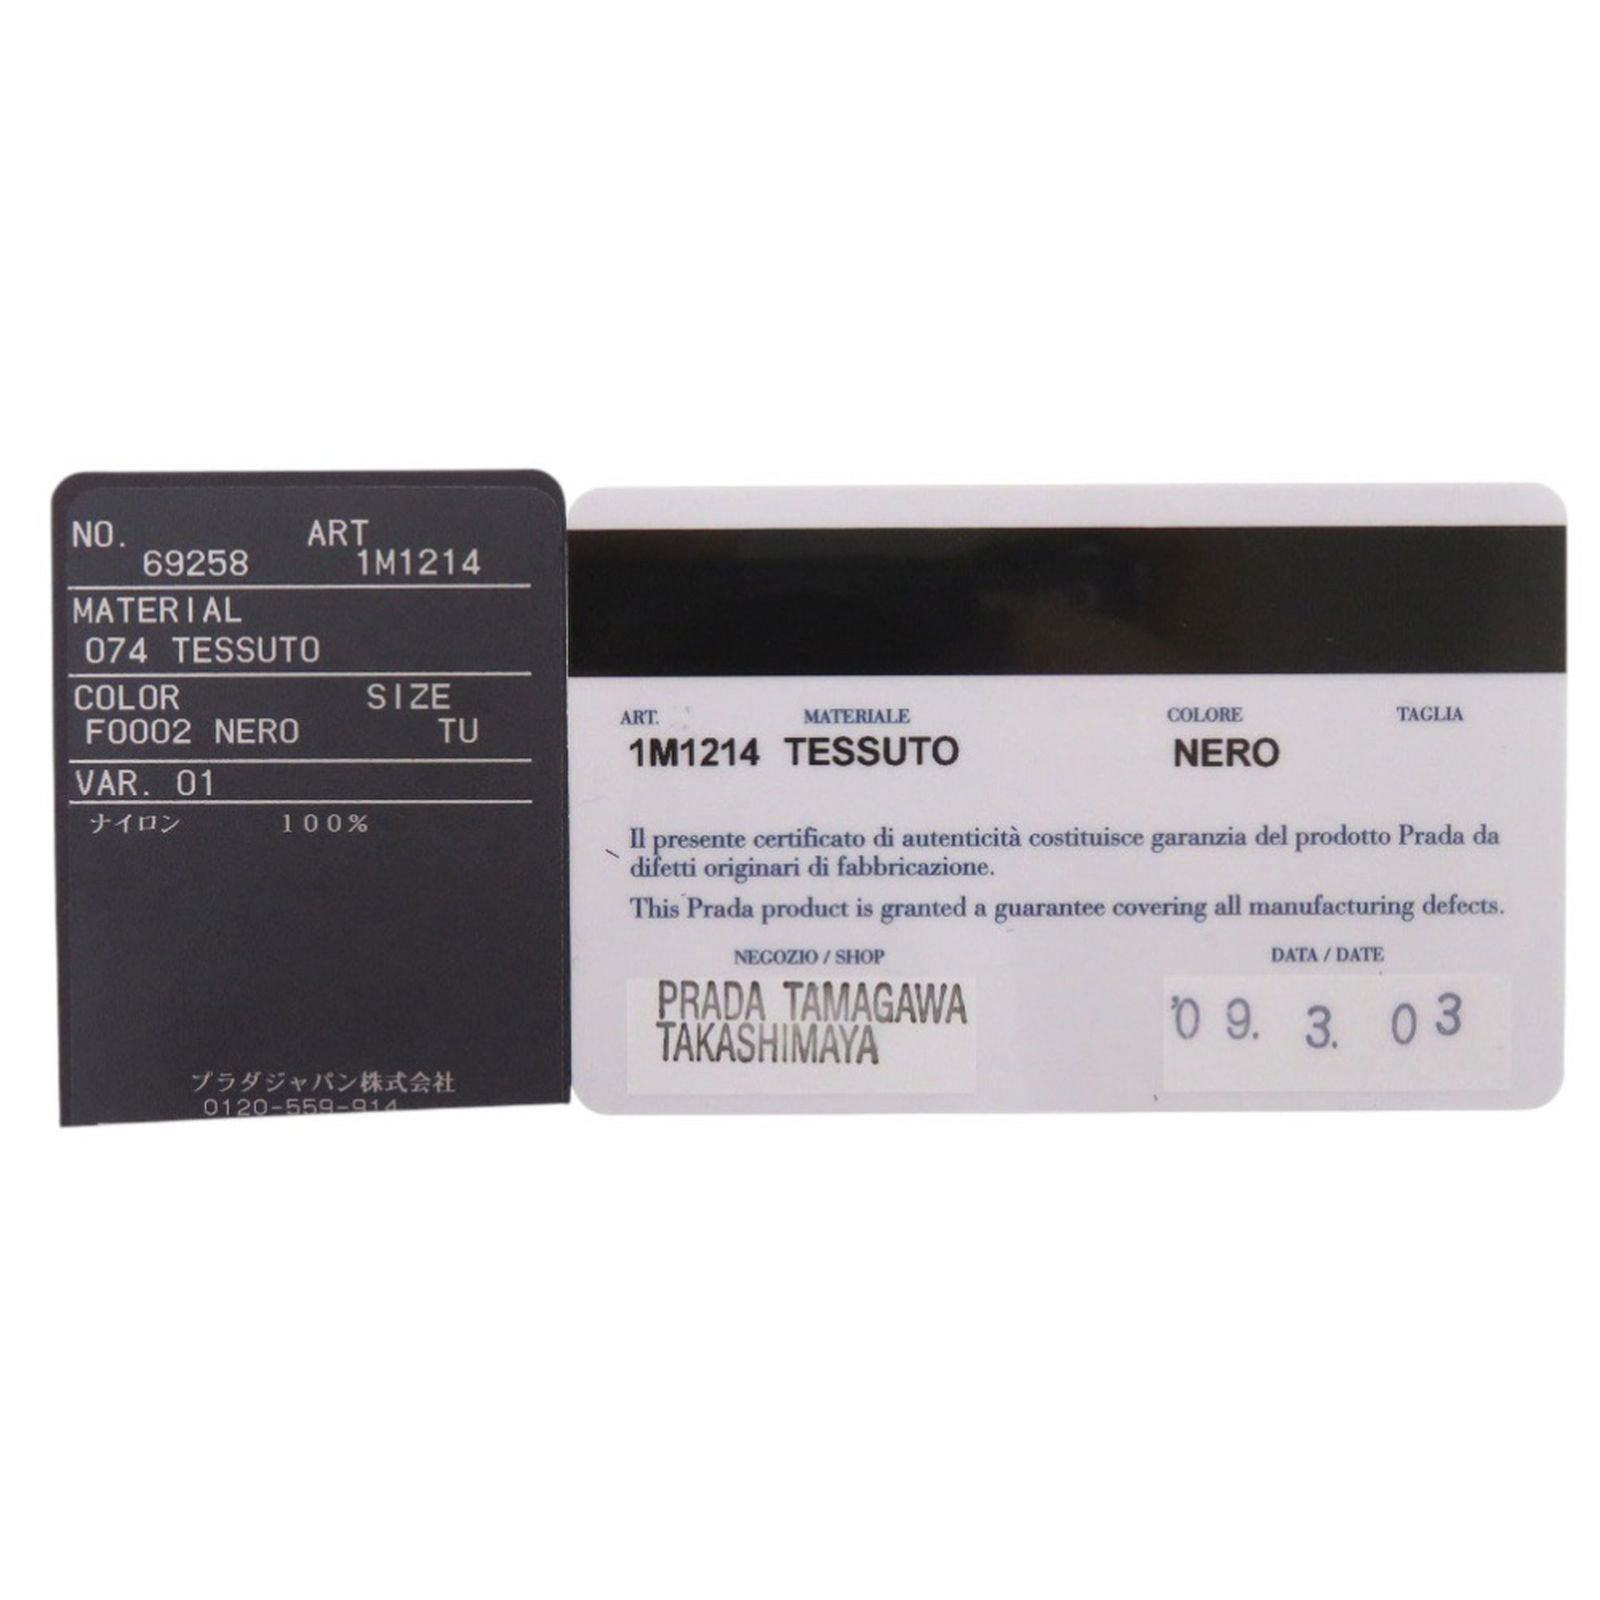 NO. ART
69258 1M1214
MATERIAL
074 TESSUTO
COLOR SIZE
F0002 NERO TU
VAR. 01
ナイロン 100%
プラダジャパン株式会社
0120-559-914
ART. MATERIALE COLORE TAGLIA
1M1214 TESSUTO NERO
Il presente certificato di autenticità costituisce garanzia del prodotto Prada da
difetti originari di fabbricazione.
This Prada product is granted a guarantee covering all manufacturing defects.
NEGOZIO / SHOP DATA / DATE
PRADA TAMAGAWA
TAKASHIMAYA
'09. 3. 03